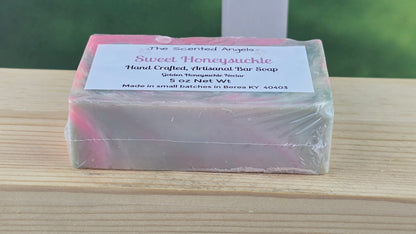 The Scented Angels
Sweet Honeysuckle
Hand Crafted, Artisanal Bar Soap
Golden Honeysuckle Nectar
5 oz Net Wt
Made in small batches in Berea KY 40403